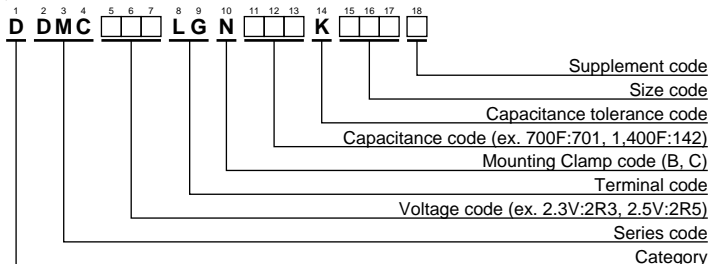 1 2 3 4 5 6 7 8 9 10 11 12 13 14 15 16 17 18
D DMC LG N K
Supplement code
Size code
Capacitance tolerance code
Capacitance code (ex. 700F:701, 1,400F:142)
Mounting Clamp code (B, C)
Terminal code
Voltage code (ex. 2.3V:2R3, 2.5V:2R5)
Series code
Category